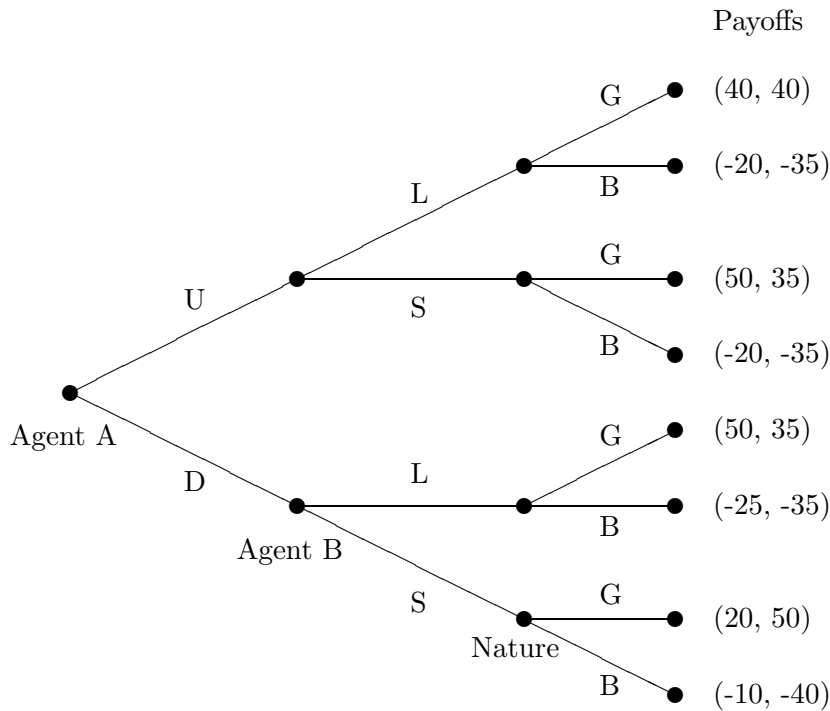 Payoffs
G (40, 40)
B (-20, -35)
L
G (50, 35)
U
S
B (-20, -35)
Agent A
G (50, 35)
D
L
B (-25, -35)
Agent B
S
G (20, 50)
Nature
B (-10, -40)